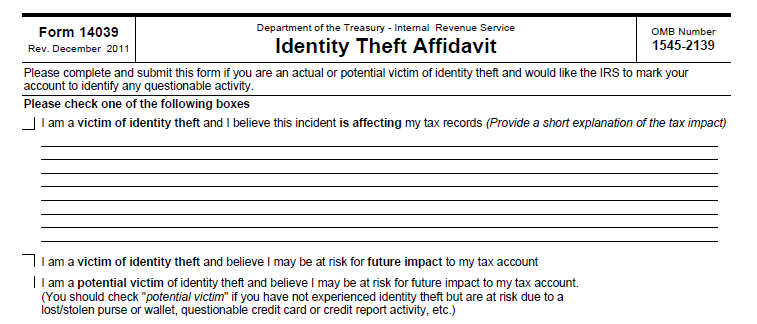 Form 14039
Rev. December 2011
Department of the Treasury - Internal Revenue Service
Identity Theft Affidavit
OMB Number
1545-2139
Please complete and submit this form if you are an actual or potential victim of identity theft and would like the IRS to mark your
account to identify any questionable activity.
Please check one of the following boxes
I am a victim of identity theft and I believe this incident is affecting my tax records (Provide a short explanation of the tax impact)
I am a victim of identity theft and believe I may be at risk for future impact to my tax account
I am a potential victim of identity theft and believe I may be at risk for future impact to my tax account.
(You should check "potential victim" if you have not experienced identity theft but are at risk due to a
lost/stolen purse or wallet, questionable credit card or credit report activity, etc.)